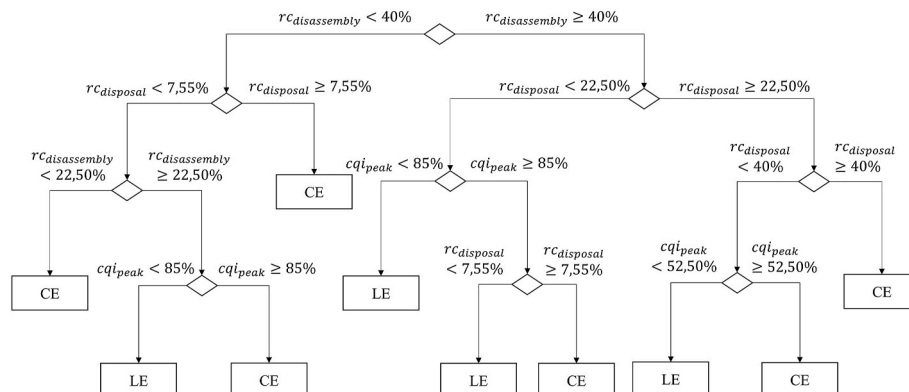 rc_disassembly < 40% rc_disassembly ≥ 40%
rc_disposal < 7,55% rc_disposal ≥ 7,55%
rc_disposal < 22,50% rc_disposal ≥ 22,50%
rc_disassembly
< 22,50%
rc_disassembly
≥ 22,50%
CE
cqi_peak < 85% cqi_peak ≥ 85%
rc_disposal
< 40%
rc_disposal
≥ 40%
CE
cqi_peak < 85% cqi_peak ≥ 85%
LE
rc_disposal
< 7,55%
rc_disposal
≥ 7,55%
cqi_peak
< 52,50%
cqi_peak
≥ 52,50%
CE
LE
CE
LE
CE
LE
CE